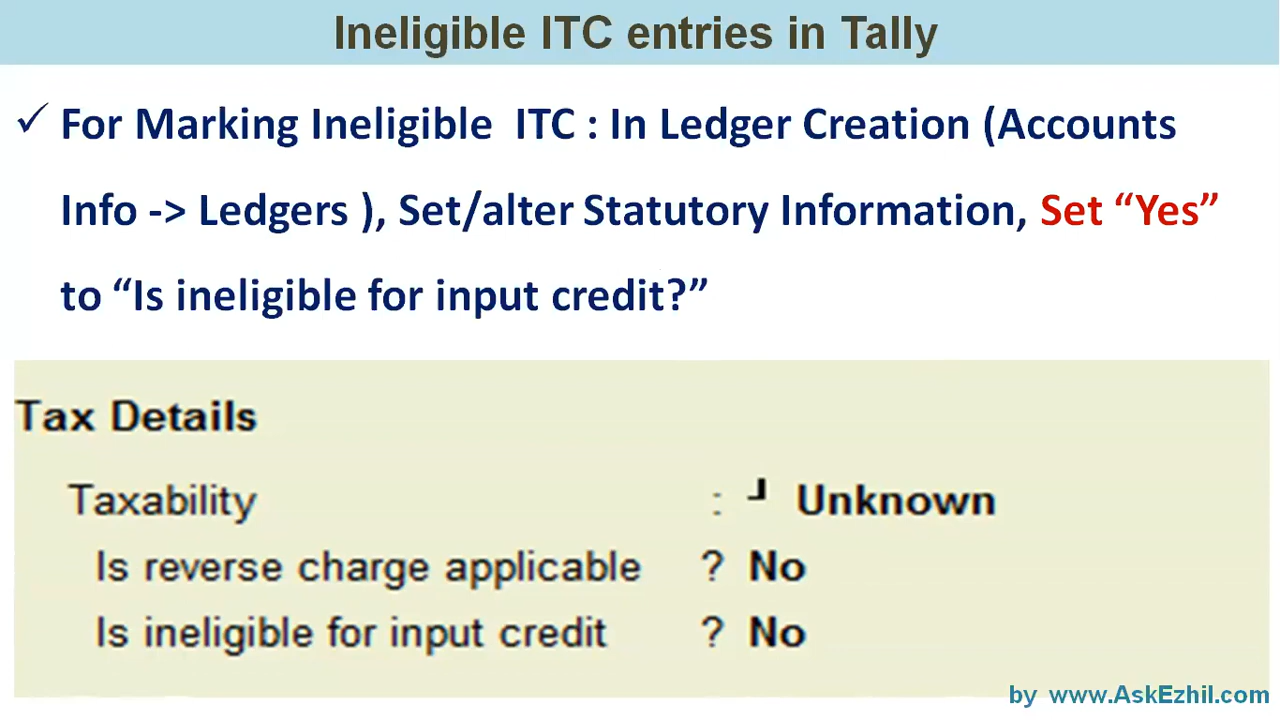 Ineligible ITC entries in Tally
✓ For Marking Ineligible ITC : In Ledger Creation (Accounts
Info -> Ledgers ), Set/alter Statutory Information, Set “Yes”
to “Is ineligible for input credit?”
Tax Details
Taxability : ┘ Unknown
Is reverse charge applicable ? No
Is ineligible for input credit ? No
by www.AskEzhil.com